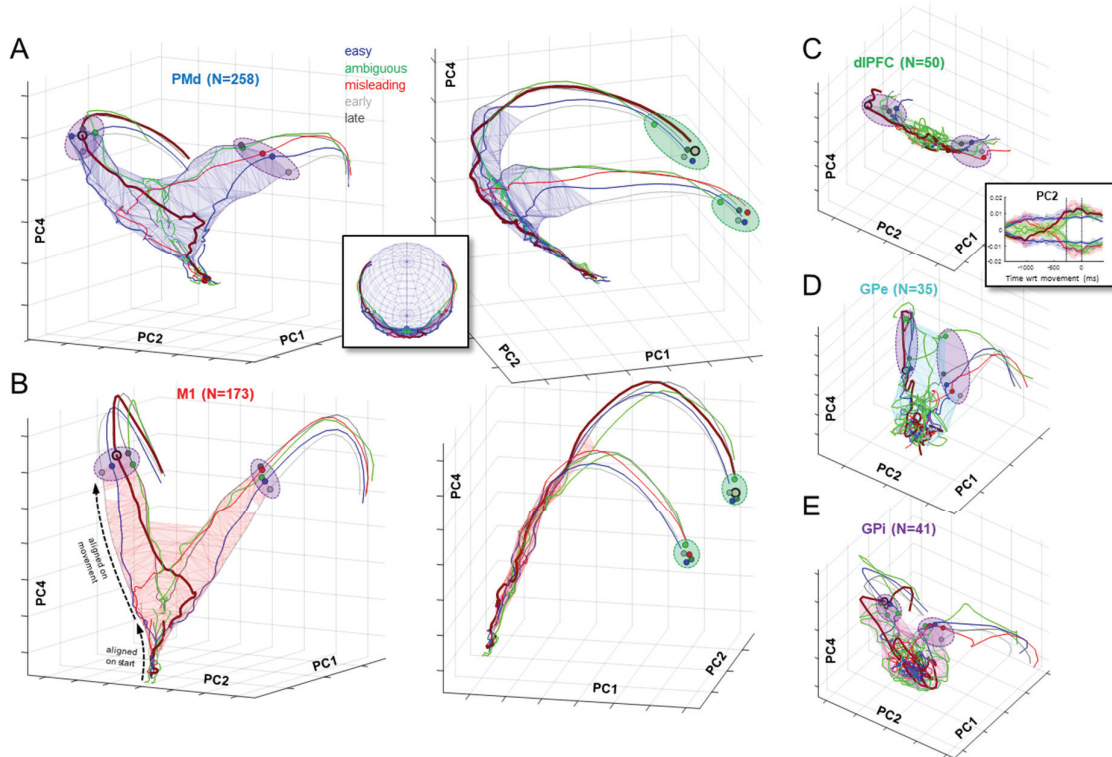 A
PMd (N=258)
easy
ambiguous
misleading
early
late
PC4
PC2
PC1
PC4
PC2
PC1
B
M1 (N=173)
aligned on
movement
aligned
on start
PC4
PC2
PC1
PC4
PC1
PC2
C
dlPFC (N=50)
PC4
PC2
PC1
PC2
0.02
0.01
0
-0.01
-0.02
-1000
-500
0
Time wrt movement (ms)
D
GPe (N=35)
PC4
PC2
PC1
E
GPi (N=41)
PC4
PC2
PC1